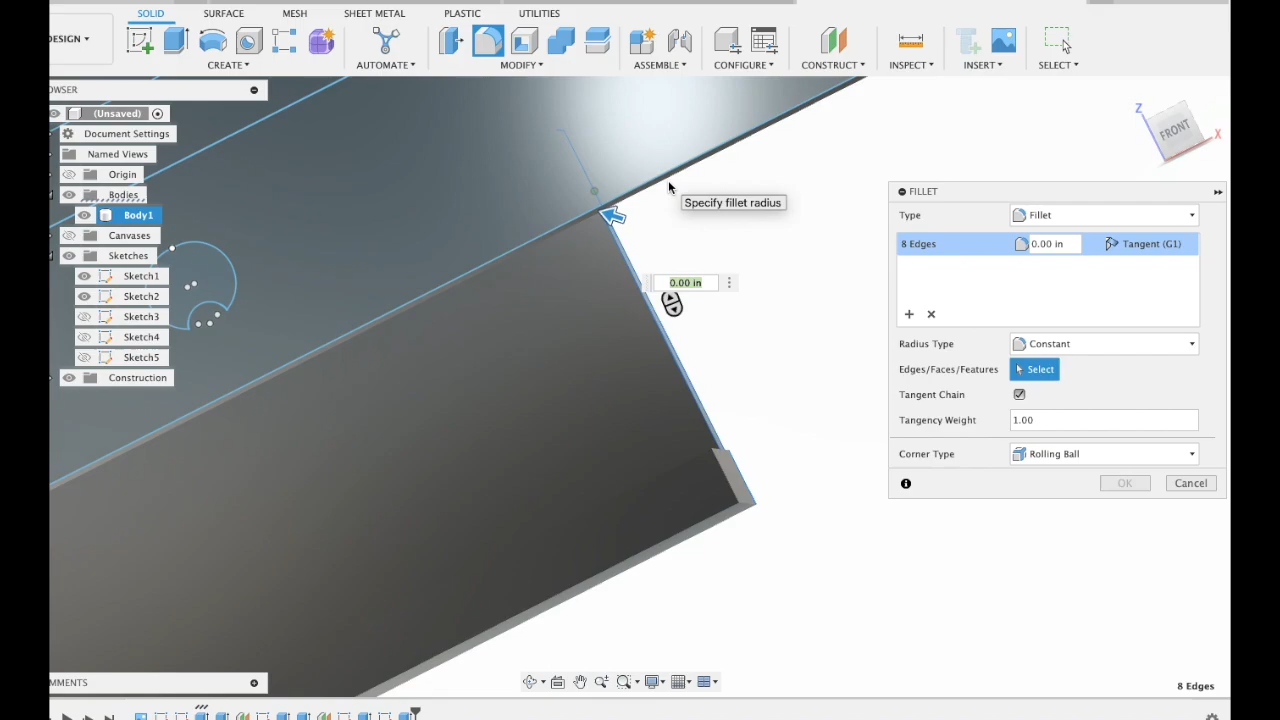 SOLID SURFACE MESH SHEET METAL PLASTIC UTILITIES
DESIGN
CREATE AUTOMATE MODIFY ASSEMBLE CONFIGURE CONSTRUCT INSPECT INSERT SELECT
OWSER
(Unsaved)
Document Settings
Named Views
Origin
Bodies
Body1
Canvases
Sketches
Sketch1
Sketch2
Sketch3
Sketch4
Sketch5
Construction
Specify fillet radius
0.00 in
Z
FRONT
X
FILLET
Type Fillet
8 Edges 0.00 in Tangent (G1)
Radius Type Constant
Edges/Faces/Features Select
Tangent Chain
Tangency Weight 1.00
Corner Type Rolling Ball
OK Cancel
MMENTS
8 Edges